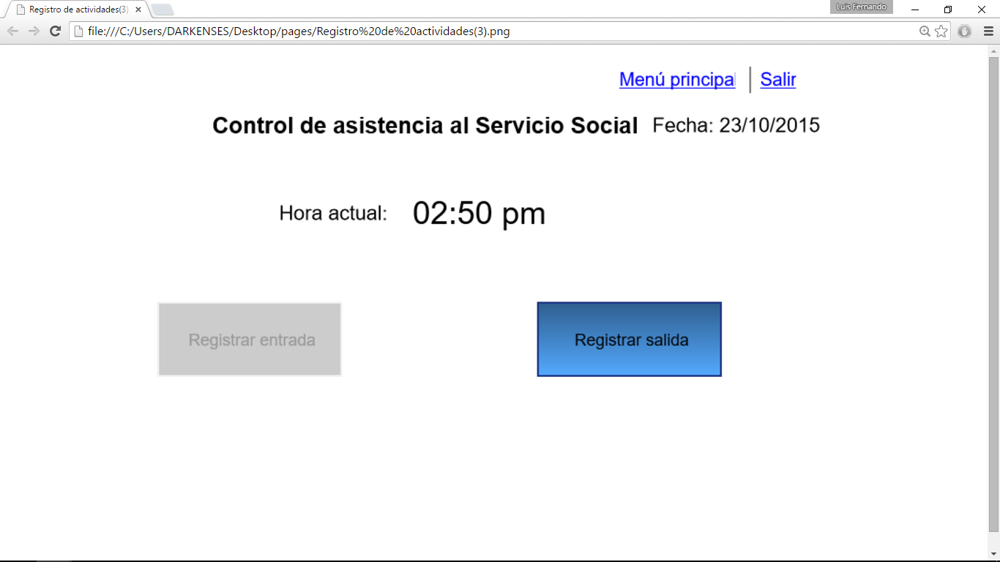 Registro de actividades(3)
Luis Fernando
file:///C:/Users/DARKENSES/Desktop/pages/Registro%20de%20actividades(3).png
Menú principal Salir
Control de asistencia al Servicio Social Fecha: 23/10/2015
Hora actual: 02:50 pm
Registrar entrada
Registrar salida